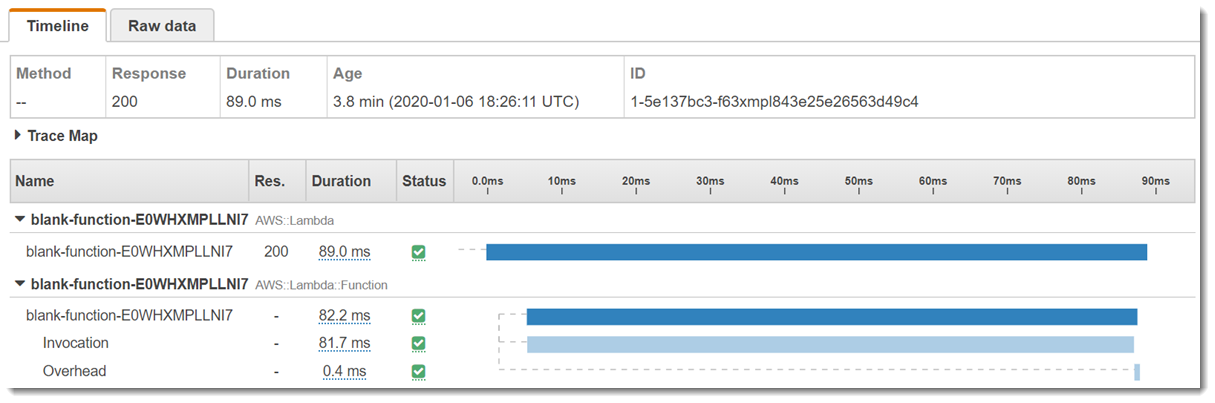 Timeline Raw data
Method Response Duration Age ID
-- 200 89.0 ms 3.8 min (2020-01-06 18:26:11 UTC) 1-5e137bc3-f63xmpl843e25e26563d49c4
Trace Map
Name Res. Duration Status 0.0ms 10ms 20ms 30ms 40ms 50ms 60ms 70ms 80ms 90ms
blank-function-E0WHXMPLLNI7 AWS::Lambda
blank-function-E0WHXMPLLNI7 200 89.0 ms
blank-function-E0WHXMPLLNI7 AWS::Lambda::Function
blank-function-E0WHXMPLLNI7 - 82.2 ms
Invocation - 81.7 ms
Overhead - 0.4 ms